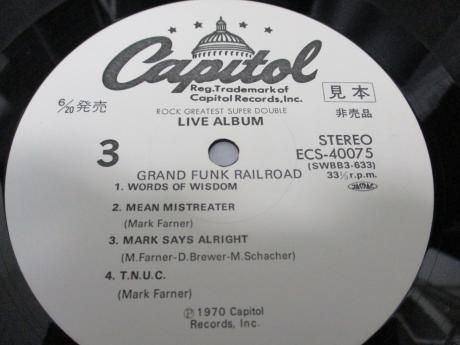 Capitol
Reg. Trademark of
Capitol Records, Inc.
6/20 発売
見本
非売品
ROCK GREATEST SUPER DOUBLE
LIVE ALBUM
3
STEREO
ECS-40075
(SWBB3-633)
33⅓ r.p.m.
GRAND FUNK RAILROAD
1. WORDS OF WISDOM
2. MEAN MISTREATER
(Mark Farner)
3. MARK SAYS ALRIGHT
(M.Farner-D.Brewer-M.Schacher)
4. T.N.U.C.
(Mark Farner)
℗ 1970 Capitol
Records, Inc.